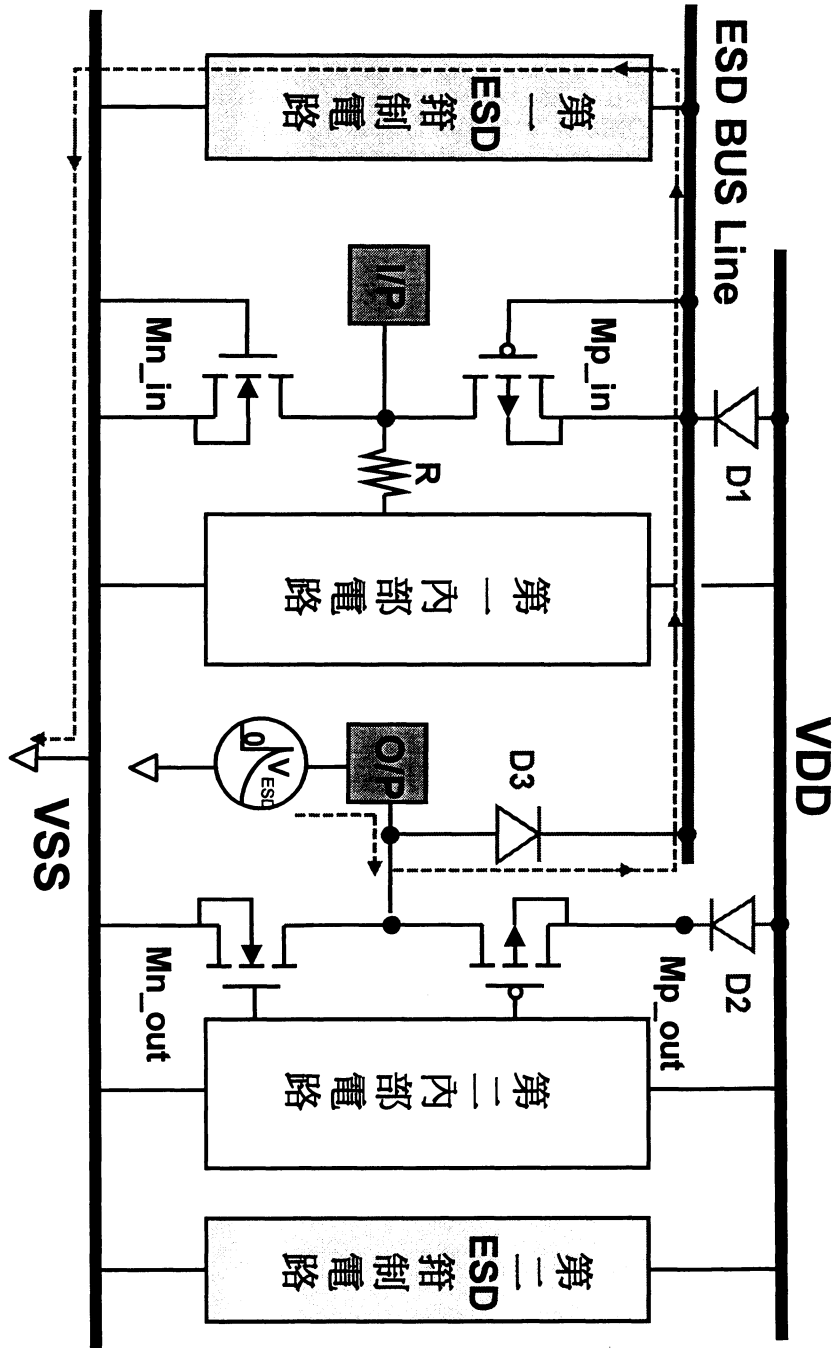 ESD BUS Line
VDD
第一
ESD
箝制電路
I/P
Mp_in
Mn_in
D1
R
第一內部電路
0
V ESD
O/P
D3
VSS
D2
Mp_out
Mn_out
第二內部電路
第二
ESD
箝制電路